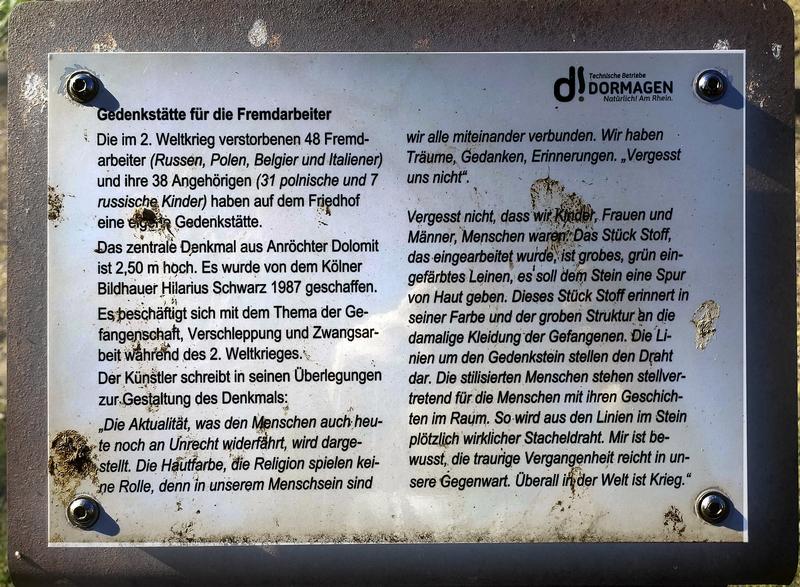 d! Technische Betriebe
DORMAGEN
Natürlich! Am Rhein.
Gedenkstätte für die Fremdarbeiter
Die im 2. Weltkrieg verstorbenen 48 Fremd-
arbeiter (Russen, Polen, Belgier und Italiener)
und ihre 38 Angehörigen (31 polnische und 7
russische Kinder) haben auf dem Friedhof
eine eigene Gedenkstätte.
Das zentrale Denkmal aus Anröchter Dolomit
ist 2,50 m hoch. Es wurde von dem Kölner
Bildhauer Hilarius Schwarz 1987 geschaffen.
Es beschäftigt sich mit dem Thema der Ge-
fangenschaft, Verschleppung und Zwangsar-
beit während des 2. Weltkrieges.
Der Künstler schreibt in seinen Überlegungen
zur Gestaltung des Denkmals:
„Die Aktualität, was den Menschen auch heu-
te noch an Unrecht widerfährt, wird darge-
stellt. Die Hautfarbe, die Religion spielen kei-
ne Rolle, denn in unserem Menschsein sind
wir alle miteinander verbunden. Wir haben
Träume, Gedanken, Erinnerungen. „Vergesst
uns nicht“.
Vergesst nicht, dass wir Kinder, Frauen und
Männer, Menschen waren. Das Stück Stoff,
das eingearbeitet wurde, ist grobes, grün ein-
gefärbtes Leinen, es soll dem Stein eine Spur
von Haut geben. Dieses Stück Stoff erinnert in
seiner Farbe und der groben Struktur an die
damalige Kleidung der Gefangenen. Die Li-
nien um den Gedenkstein stellen den Draht
dar. Die stilisierten Menschen stehen stellver-
tretend für die Menschen mit ihren Geschich-
ten im Raum. So wird aus den Linien im Stein
plötzlich wirklicher Stacheldraht. Mir ist be-
wusst, die traurige Vergangenheit reicht in un-
sere Gegenwart. Überall in der Welt ist Krieg.“